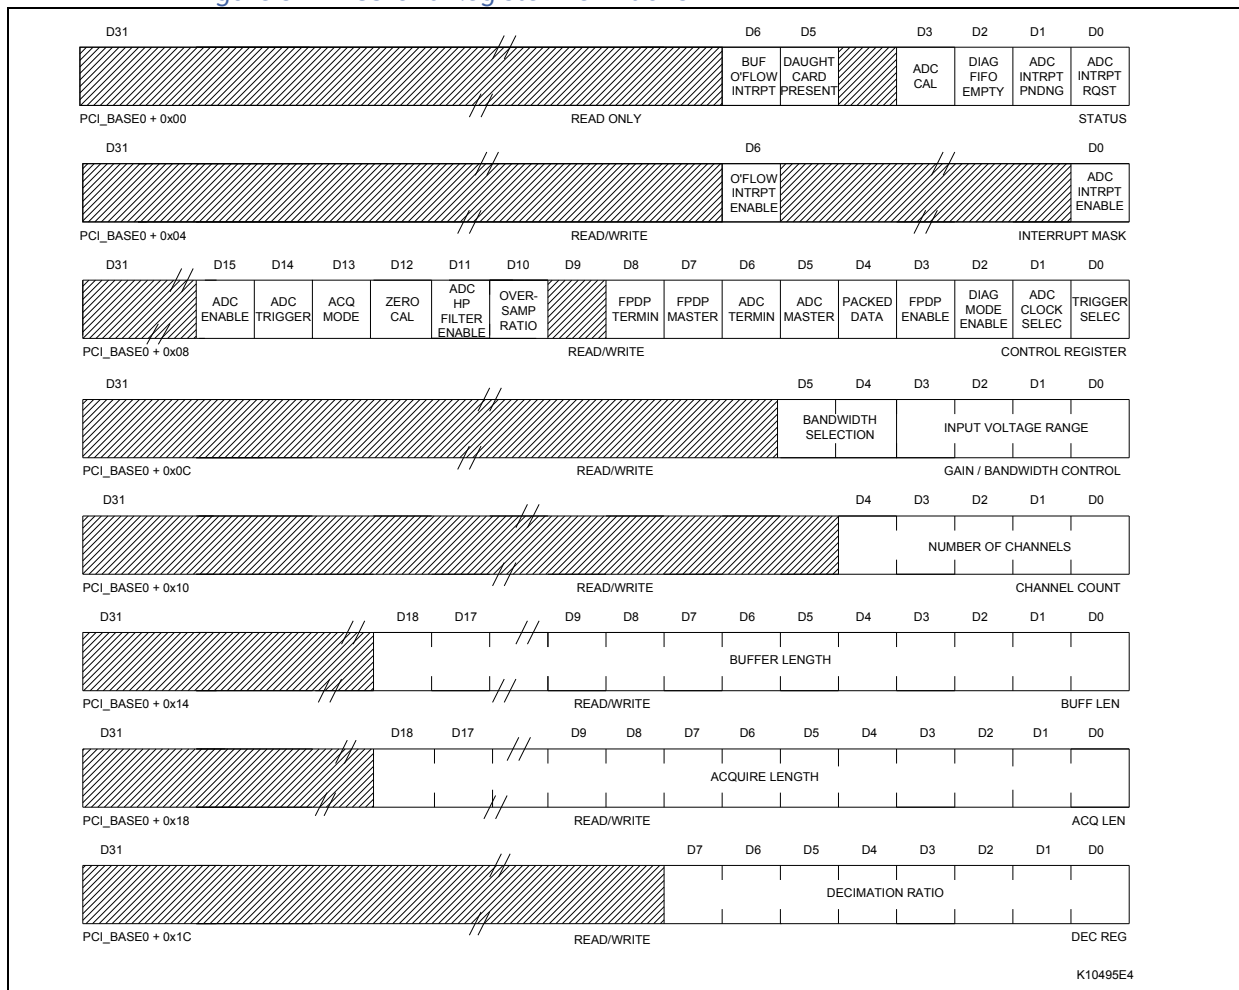 D31 D6 D5 D3 D2 D1 D0
BUF DAUGHT ADC DIAG ADC ADC
O'FLOW CARD CAL FIFO INTRPT INTRPT
INTRPT PRESENT EMPTY PNDNG RQST
PCI_BASE0 + 0x00 READ ONLY STATUS
D31 D6 D0
O'FLOW ADC
INTRPT INTRPT
ENABLE ENABLE
PCI_BASE0 + 0x04 READ/WRITE INTERRUPT MASK
D31 D15 D14 D13 D12 D11 D10 D9 D8 D7 D6 D5 D4 D3 D2 D1 D0
ADC ADC ACQ ZERO ADC OVER- FPDP FPDP ADC ADC PACKED FPDP DIAG ADC TRIGGER
ENABLE TRIGGER MODE CAL HP SAMP TERMIN MASTER TERMIN MASTER DATA ENABLE MODE CLOCK SELEC
FILTER RATIO ENABLE SELEC
ENABLE
PCI_BASE0 + 0x08 READ/WRITE CONTROL REGISTER
D31 D5 D4 D3 D2 D1 D0
BANDWIDTH INPUT VOLTAGE RANGE
SELECTION
PCI_BASE0 + 0x0C READ/WRITE GAIN / BANDWIDTH CONTROL
D31 D4 D3 D2 D1 D0
NUMBER OF CHANNELS
PCI_BASE0 + 0x10 READ/WRITE CHANNEL COUNT
D31 D18 D17 D9 D8 D7 D6 D5 D4 D3 D2 D1 D0
BUFFER LENGTH
PCI_BASE0 + 0x14 READ/WRITE BUFF LEN
D31 D18 D17 D9 D8 D7 D6 D5 D4 D3 D2 D1 D0
ACQUIRE LENGTH
PCI_BASE0 + 0x18 READ/WRITE ACQ LEN
D31 D7 D6 D5 D4 D3 D2 D1 D0
DECIMATION RATIO
PCI_BASE0 + 0x1C READ/WRITE DEC REG
K10495E4